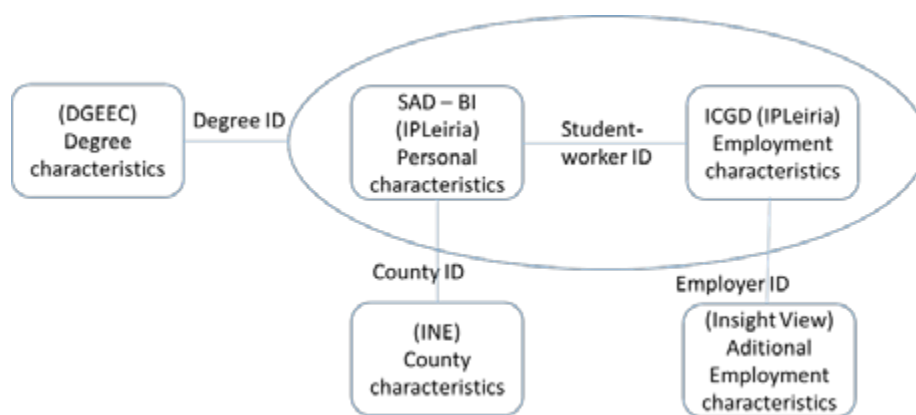 (DGEEC)
Degree
characteristics
Degree ID
SAD – BI
(IPLeiria)
Personal
characteristics
Student-
worker ID
ICGD (IPLeiria)
Employment
characteristics
County ID
Employer ID
(INE)
County
characteristics
(Insight View)
Aditional
Employment
characteristics